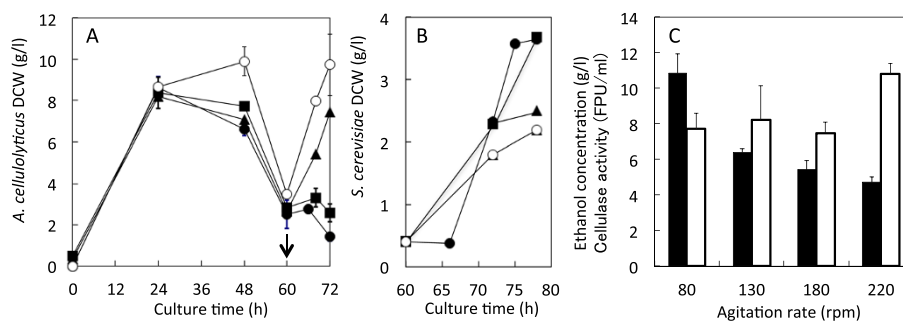 A
A. cellulolyticus DCW (g/l)
12
10
8
6
4
2
0
0 12 24 36 48 60 72
Culture time (h)
B
S. cerevisiae DCW (g/l)
4
3
2
1
0
60 65 70 75 80
Culture time (h)
C
Ethanol concentration (g/l)
Cellulase activity (FPU/ml)
14
12
10
8
6
4
2
0
80 130 180 220
Agitation rate (rpm)